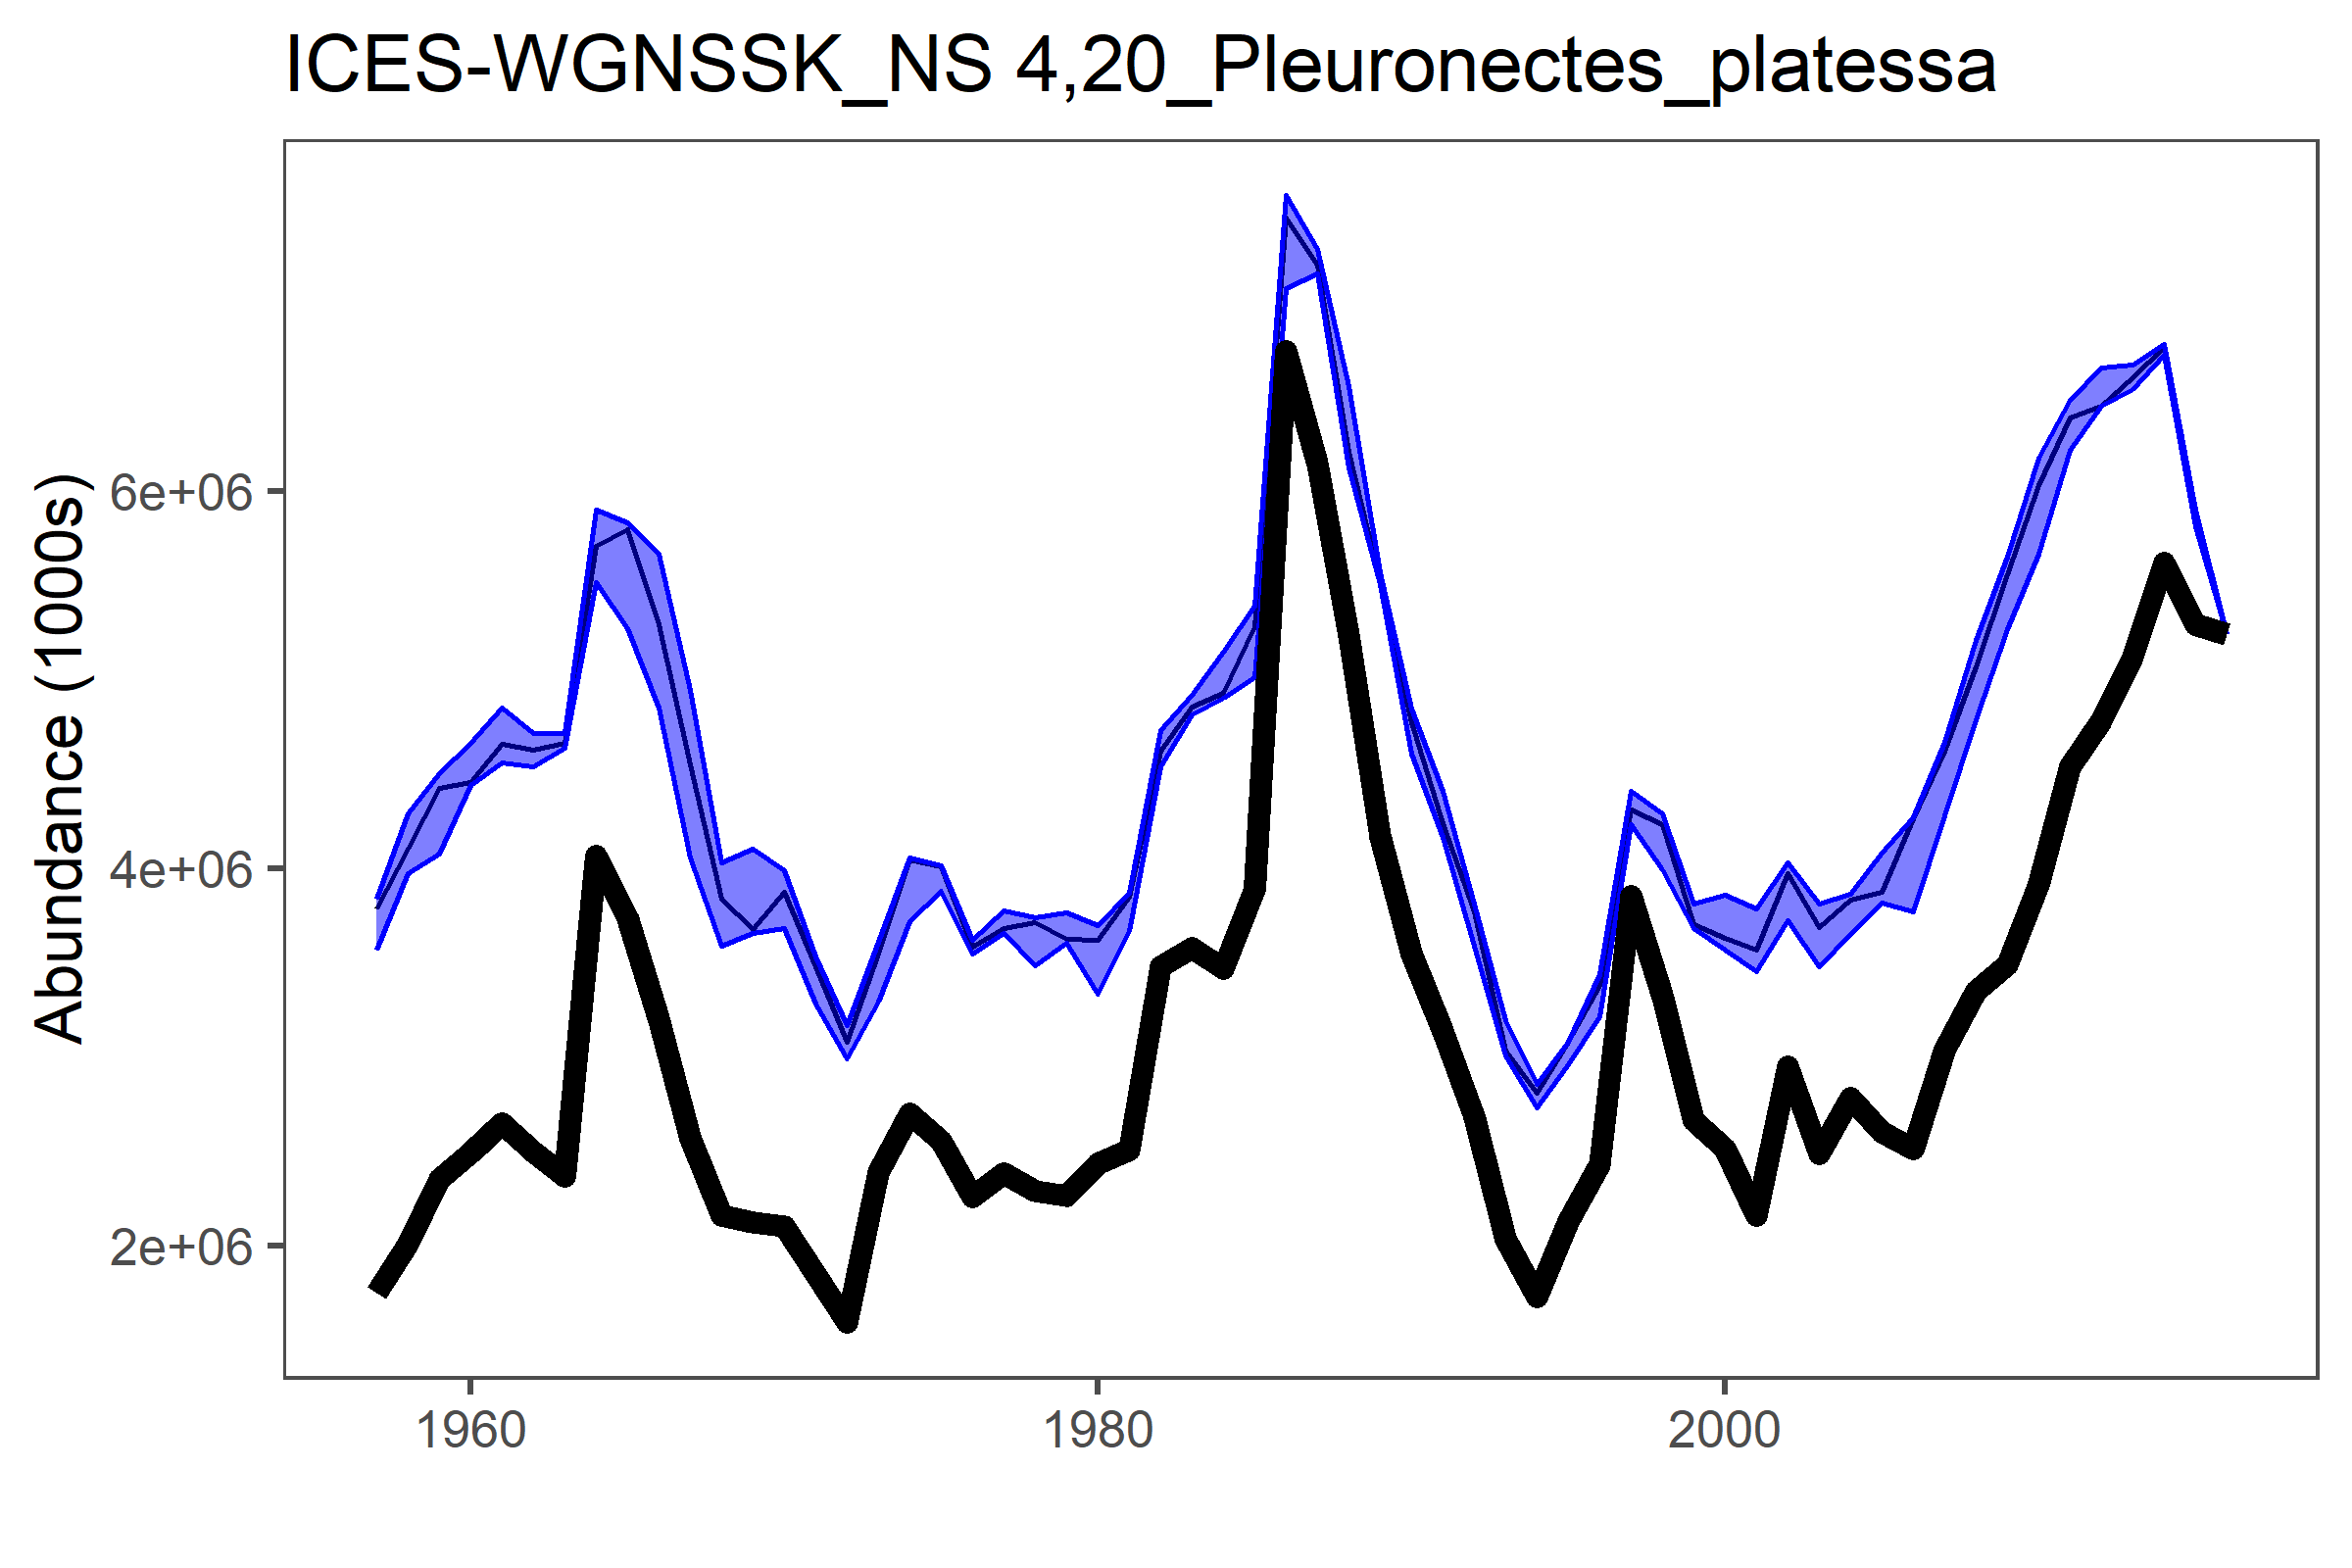 ICES-WGNSSK_NS 4,20_Pleuronectes_platessa
Abundance (1000s)
6e+06
4e+06
2e+06
1960
1980
2000